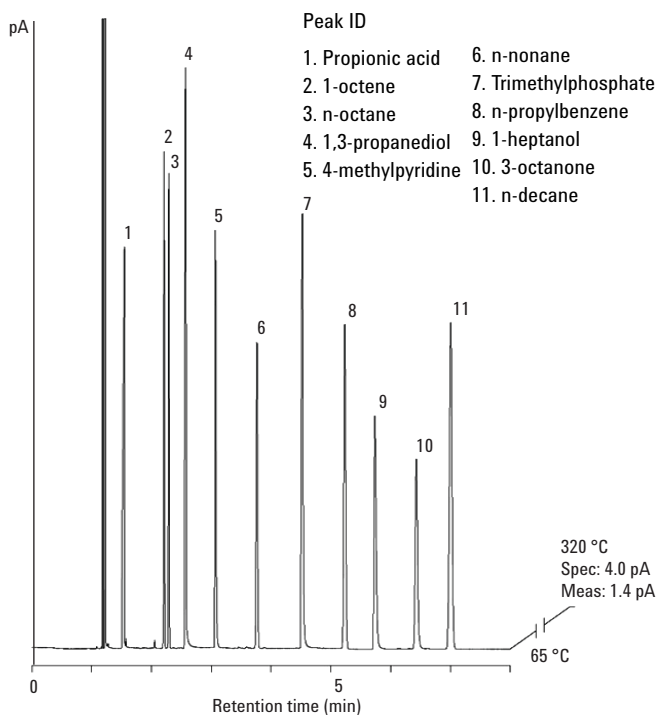 pA
Peak ID
1. Propionic acid
2. 1-octene
3. n-octane
4. 1,3-propanediol
5. 4-methylpyridine
6. n-nonane
7. Trimethylphosphate
8. n-propylbenzene
9. 1-heptanol
10. 3-octanone
11. n-decane
1
2
3
4
5
6
7
8
9
10
11
320 °C
Spec: 4.0 pA
Meas: 1.4 pA
65 °C
0
5
Retention time (min)